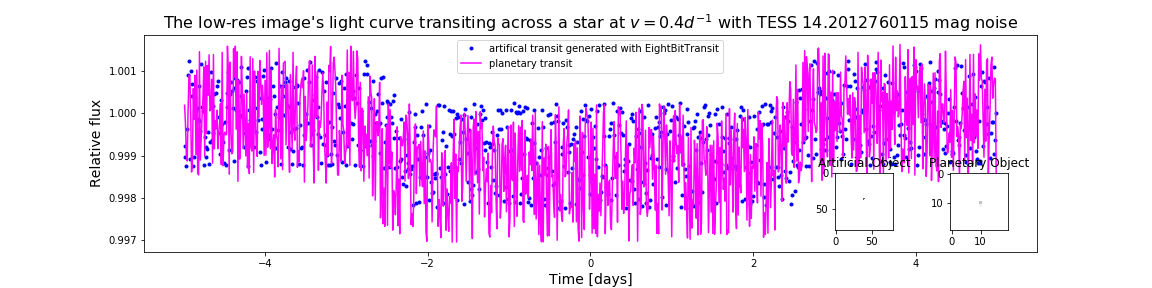 The low-res image's light curve transiting across a star at v = 0.4d⁻¹ with TESS 14.2012760115 mag noise
artifical transit generated with EightBitTransit
planetary transit
Relative flux
1.001
1.000
0.999
0.998
0.997
−4
−2
0
2
4
Time [days]
Artificial Object
0
50
0
50
Planetary Object
0
10
0
10